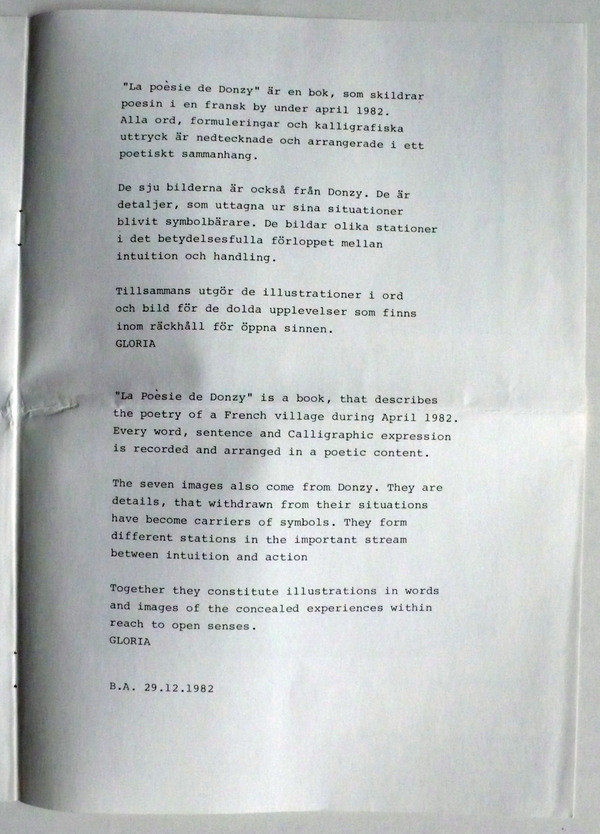 "La poèsie de Donzy" är en bok, som skildrar
poesin i en fransk by under april 1982.
Alla ord, formuleringar och kalligrafiska
uttryck är nedtecknade och arrangerade i ett
poetiskt sammanhang.
De sju bilderna är också från Donzy. De är
detaljer, som uttagna ur sina situationer
blivit symbolbärare. De bildar olika stationer
i det betydelsesfulla förloppet mellan
intuition och handling.
Tillsammans utgör de illustrationer i ord
och bild för de dolda upplevelser som finns
inom räckhåll för öppna sinnen.
GLORIA
"La Poèsie de Donzy" is a book, that describes
the poetry of a French village during April 1982.
Every word, sentence and Calligraphic expression
is recorded and arranged in a poetic content.
The seven images also come from Donzy. They are
details, that withdrawn from their situations
have become carriers of symbols. They form
different stations in the important stream
between intuition and action
Together they constitute illustrations in words
and images of the concealed experiences within
reach to open senses.
GLORIA
B.A. 29.12.1982